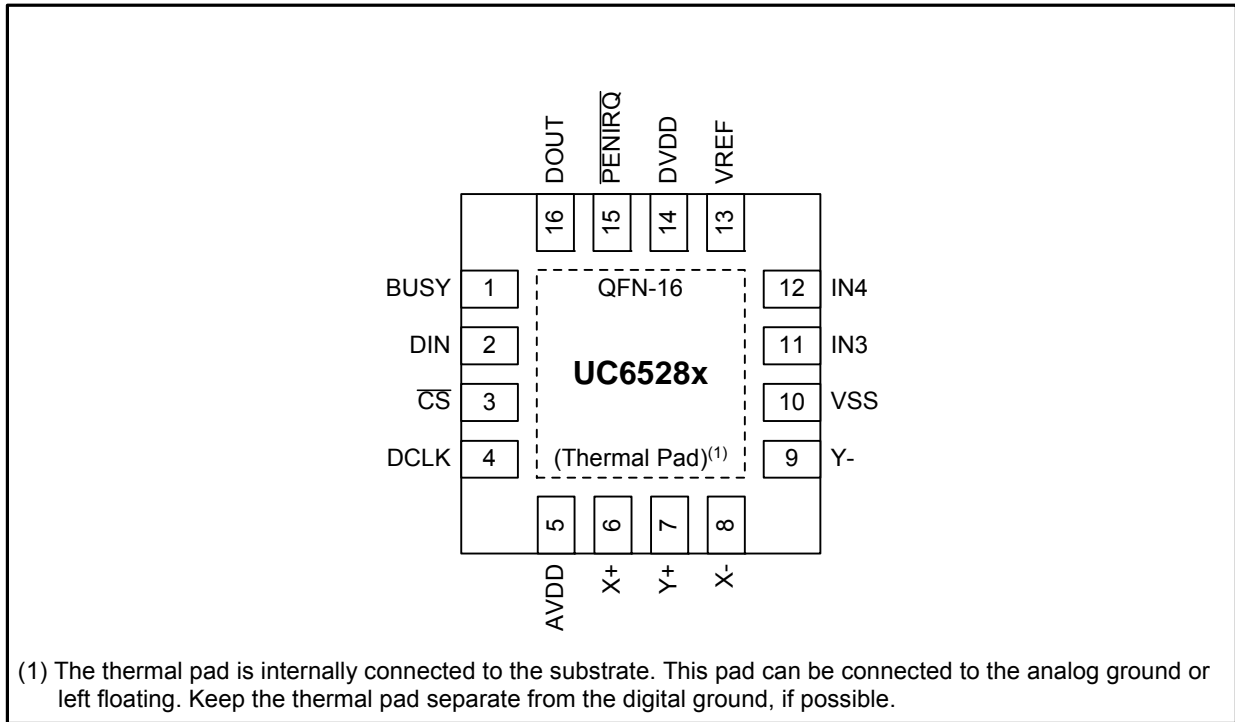 DOUT
PENIRQ
DVDD
VREF
16
15
14
13
BUSY 1 QFN-16 12 IN4
DIN 2 11 IN3
UC6528x
CS 3 10 VSS
DCLK 4 (Thermal Pad)(1) 9 Y-
5
6
7
8
AVDD
X+
Y+
X-
(1) The thermal pad is internally connected to the substrate. This pad can be connected to the analog ground or
left floating. Keep the thermal pad separate from the digital ground, if possible.